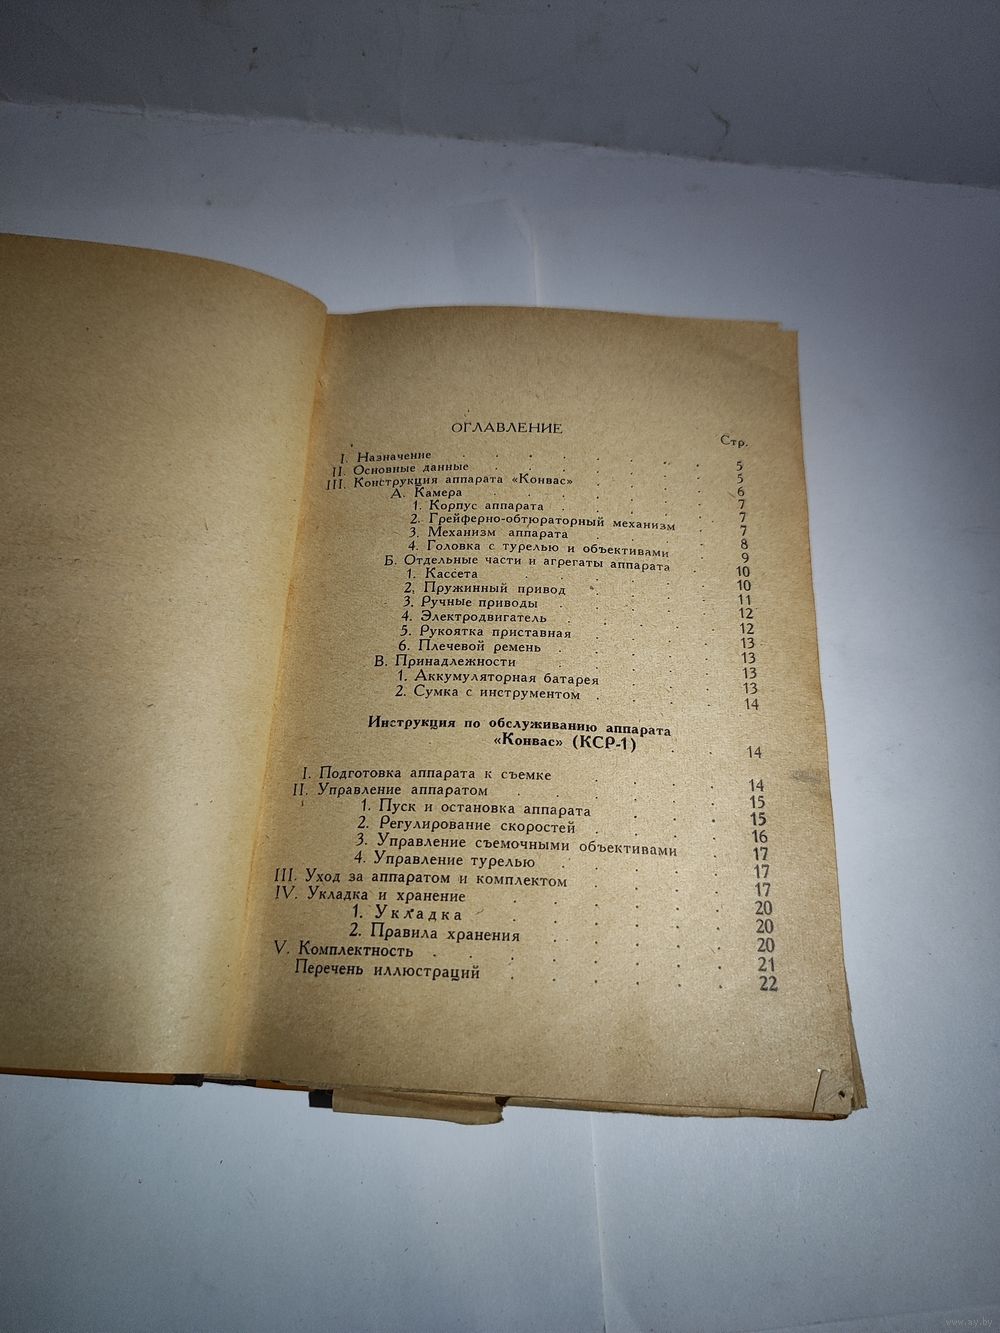 ОГЛАВЛЕНИЕ
Стр.
I. Назначение . . . . . . . 5
II. Основные данные . . . . . . 5
III. Конструкция аппарата «Конвас» . . . . 6
А. Камера . . . . . . 7
1. Корпус аппарата . . . . 7
2. Грейферно-обтюраторный механизм . 7
3. Механизм аппарата . . . . 8
4. Головка с турелью и объективами . 9
Б. Отдельные части и агрегаты аппарата . 10
1. Кассета . . . . . 10
2. Пружинный привод . . . . 11
3. Ручные приводы . . . . 12
4. Электродвигатель . . . . 12
5. Рукоятка приставная . . . 13
6. Плечевой ремень . . . . 13
В. Принадлежности . . . . . 13
1. Аккумуляторная батарея . . . 13
2. Сумка с инструментом . . . . 14
Инструкция по обслуживанию аппарата
«Конвас» (КСР-1) . . 14
I. Подготовка аппарата к съемке . . . . 14
II. Управление аппаратом . . . . . . 15
1. Пуск и остановка аппарата . . . 15
2. Регулирование скоростей . . . . 16
3. Управление съемочными объективами . 17
4. Управление турелью . . . . . 17
III. Уход за аппаратом и комплектом . . . . 17
IV. Укладка и хранение . . . . . . 20
1. Укладка . . . . . . 20
2. Правила хранения . . . . . 20
V. Комплектность . . . . . . . 21
Перечень иллюстраций . . . . . . 22
www.ay.by